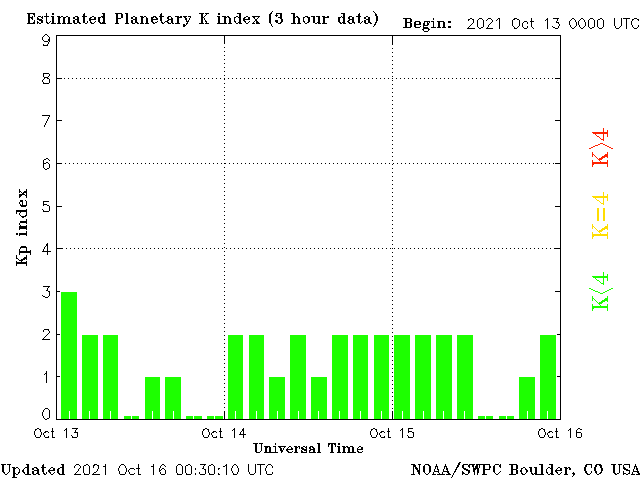 Estimated Planetary K index (3 hour data) Begin: 2021 Oct 13 0000 UTC
9
8
7
6
5
4
3
2
1
0
Kp index
K>4
K=4
K<4
Oct 13 Oct 14 Oct 15 Oct 16
Universal Time
Updated 2021 Oct 16 00:30:10 UTC NOAA/SWPC Boulder, CO USA